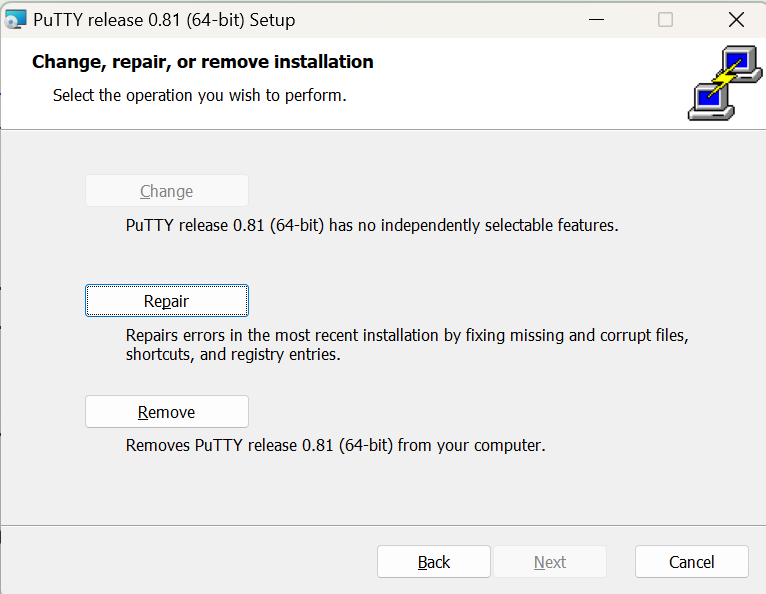 PuTTY release 0.81 (64-bit) Setup
Change, repair, or remove installation
Select the operation you wish to perform.
Change
PuTTY release 0.81 (64-bit) has no independently selectable features.
Repair
Repairs errors in the most recent installation by fixing missing and corrupt files,
shortcuts, and registry entries.
Remove
Removes PuTTY release 0.81 (64-bit) from your computer.
Back Next Cancel